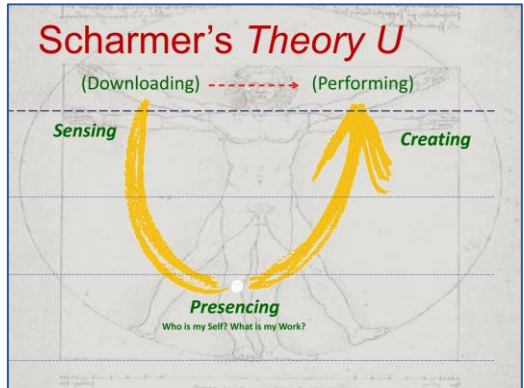 Scharmer's Theory U
(Downloading) (Performing)
Sensing
Creating
Presencing
Who is my Self? What is my Work?